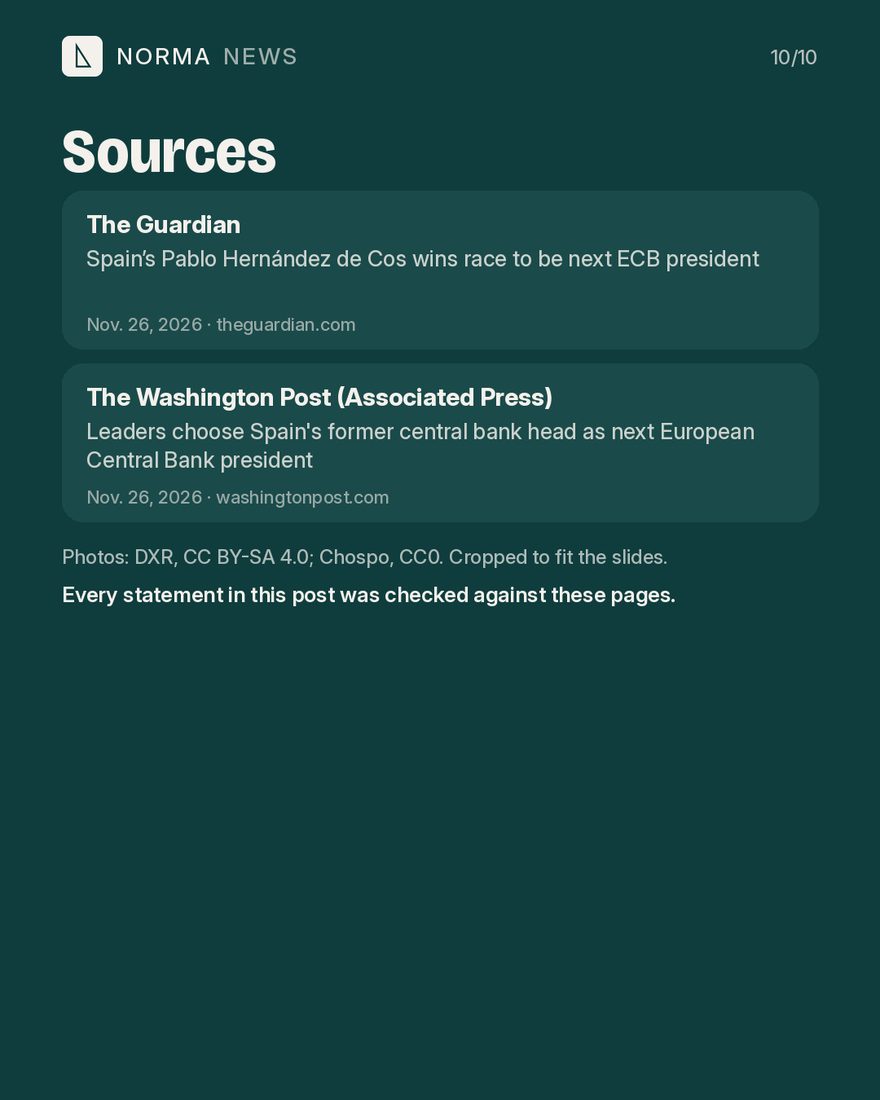 NORMA NEWS
10/10
Sources
The Guardian
Spain’s Pablo Hernández de Cos wins race to be next ECB president
Nov. 26, 2026 · theguardian.com
The Washington Post (Associated Press)
Leaders choose Spain's former central bank head as next European
Central Bank president
Nov. 26, 2026 · washingtonpost.com
Photos: DXR, CC BY-SA 4.0; Chospo, CC0. Cropped to fit the slides.
Every statement in this post was checked against these pages.